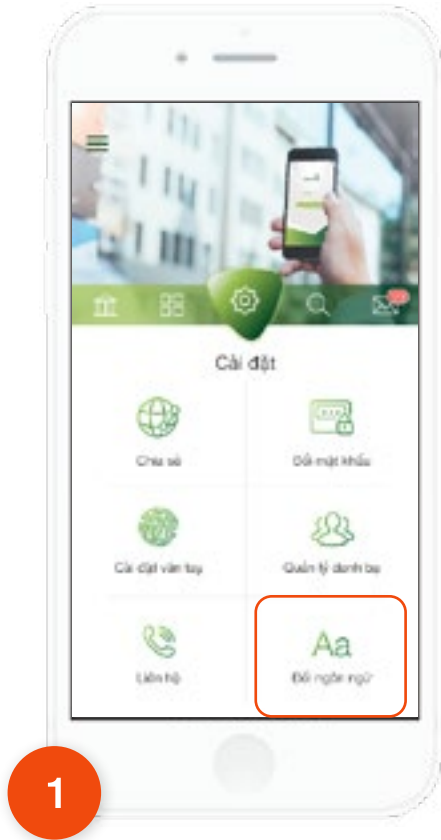 Cài đặt
Chia sẻ
Đổi mật khẩu
Cài đặt vân tay
Quản lý danh bạ
Liên hệ
Aa
Đổi ngôn ngữ
1